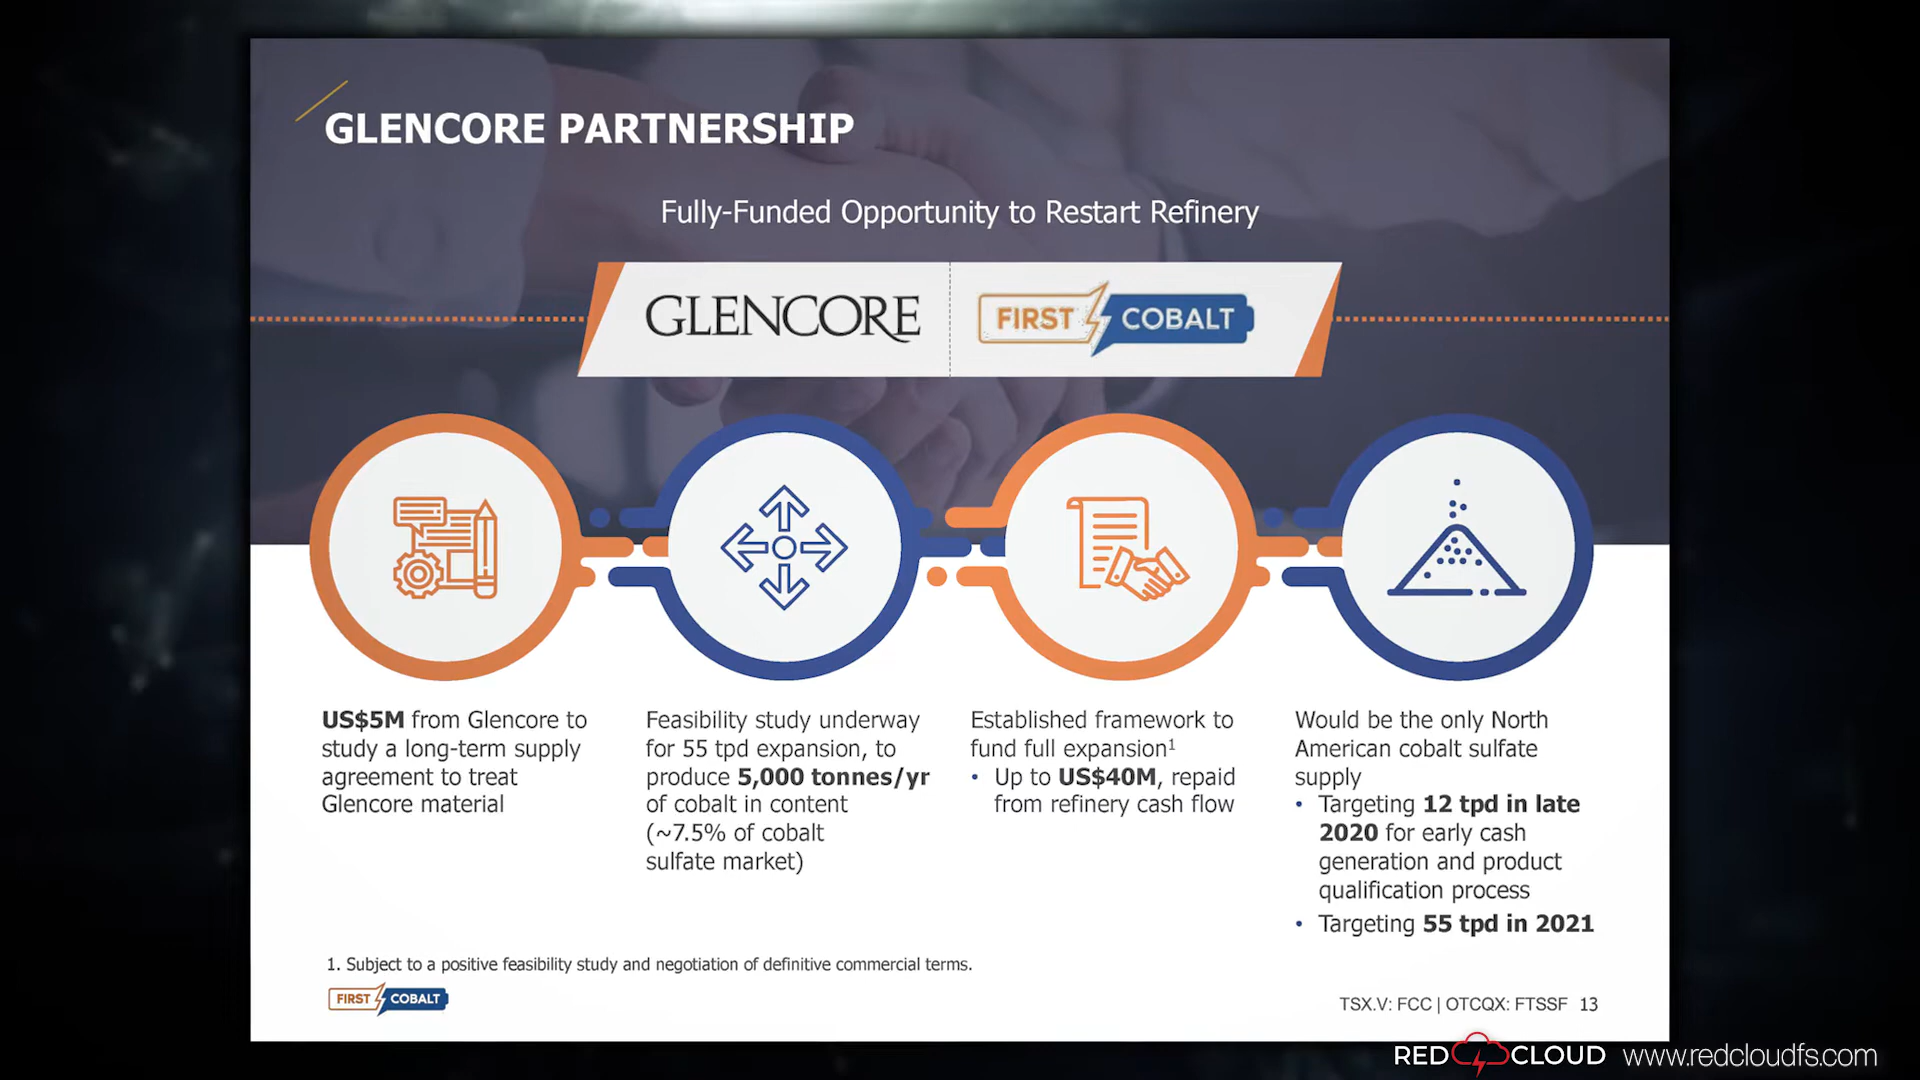 GLENCORE PARTNERSHIP
Fully-Funded Opportunity to Restart Refinery
GLENCORE
FIRST COBALT
US$5M from Glencore to
study a long-term supply
agreement to treat
Glencore material
Feasibility study underway
for 55 tpd expansion, to
produce 5,000 tonnes/yr
of cobalt in content
(~7.5% of cobalt
sulfate market)
Established framework to
fund full expansion¹
• Up to US$40M, repaid
from refinery cash flow
Would be the only North
American cobalt sulfate
supply
• Targeting 12 tpd in late
2020 for early cash
generation and product
qualification process
• Targeting 55 tpd in 2021
1. Subject to a positive feasibility study and negotiation of definitive commercial terms.
FIRST COBALT
TSX.V: FCC | OTCQX: FTSSF 13
RED CLOUD www.redcloudfs.com